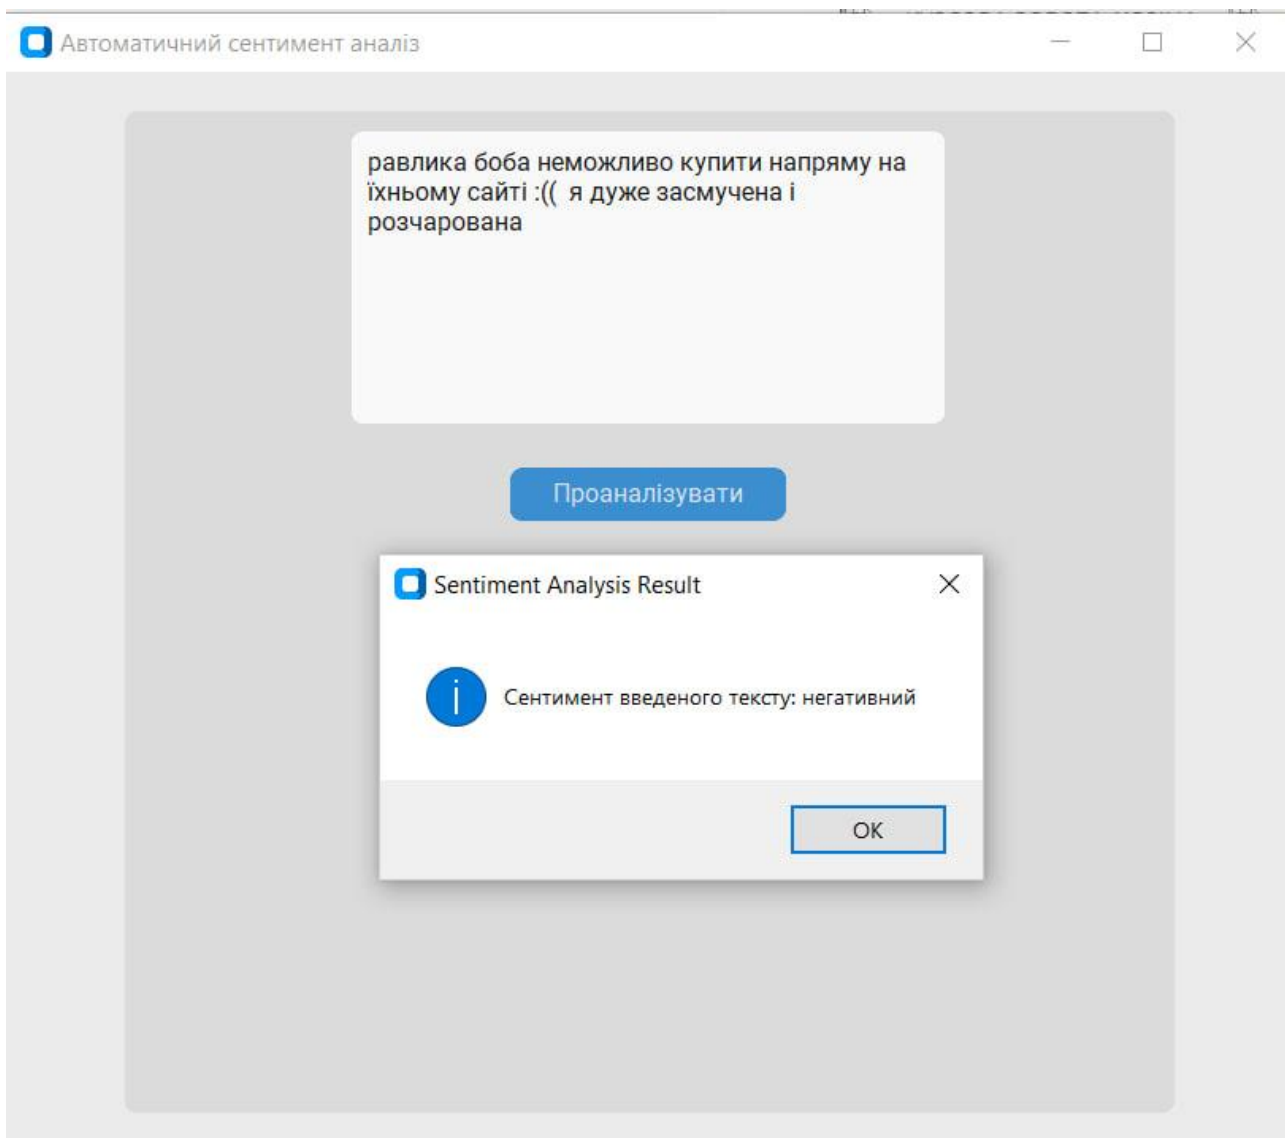 Автоматичний сентимент аналіз
равлика боба неможливо купити напряму на
їхньому сайті :((  я дуже засмучена і
розчарована
Проаналізувати
Sentiment Analysis Result
Сентимент введеного тексту: негативний
OK